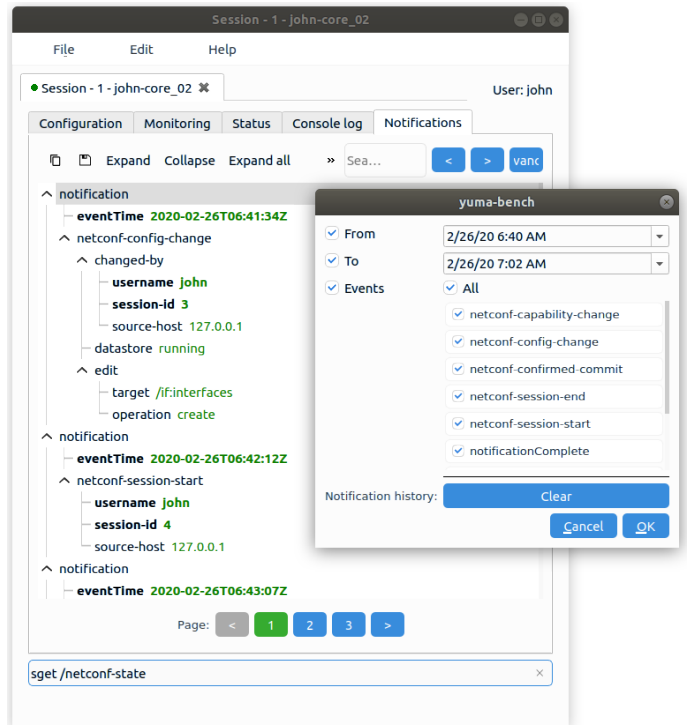 Session - 1 - john-core_02
File Edit Help
Session - 1 - john-core_02 ✖
User: john
Configuration Monitoring Status Console log Notifications
Expand Collapse Expand all » Sea... < > vanc
notification
eventTime 2020-02-26T06:41:34Z
netconf-config-change
changed-by
username john
session-id 3
source-host 127.0.0.1
datastore running
edit
target /if:interfaces
operation create
notification
eventTime 2020-02-26T06:42:12Z
netconf-session-start
username john
session-id 4
source-host 127.0.0.1
notification
eventTime 2020-02-26T06:43:07Z
Page: < 1 2 3 >
sget /netconf-state ×
yuma-bench
From 2/26/20 6:40 AM
To 2/26/20 7:02 AM
Events All
netconf-capability-change
netconf-config-change
netconf-confirmed-commit
netconf-session-end
netconf-session-start
notificationComplete
Notification history: Clear
Cancel OK